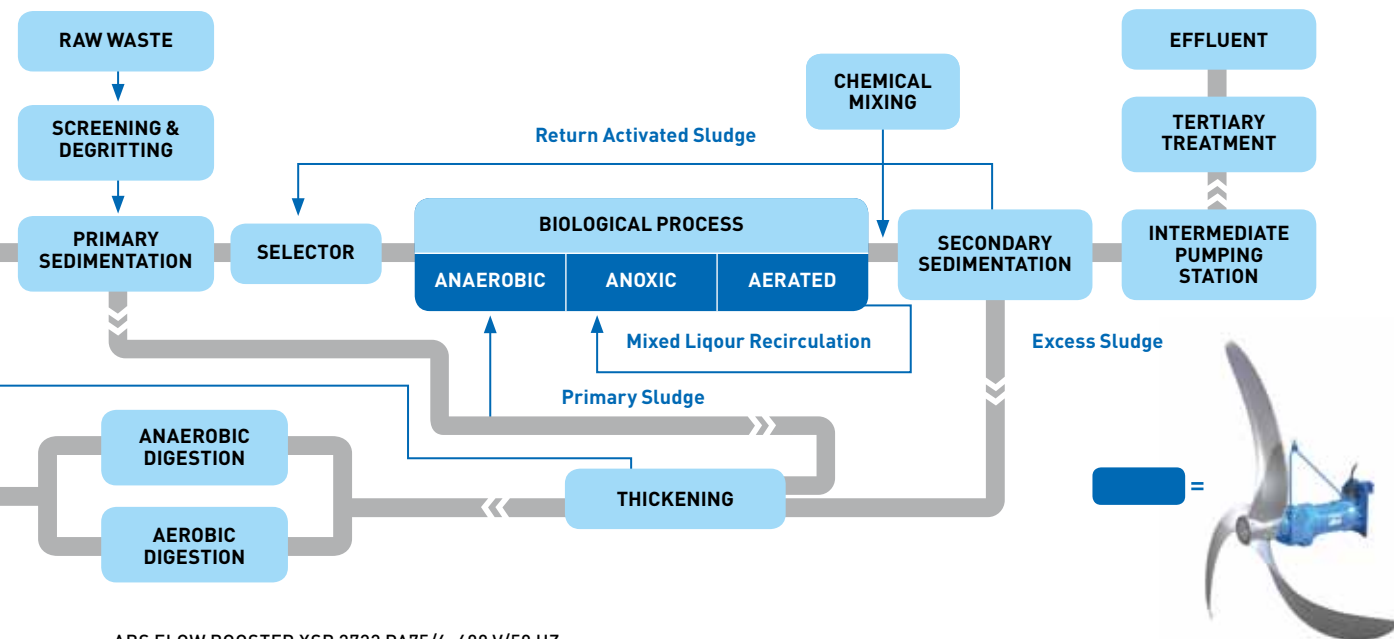 RAW WASTE
EFFLUENT
CHEMICAL
MIXING
SCREENING &
DEGRITTING
TERTIARY
TREATMENT
Return Activated Sludge
PRIMARY
SEDIMENTATION
SELECTOR
BIOLOGICAL PROCESS
ANAEROBIC
ANOXIC
AERATED
SECONDARY
SEDIMENTATION
INTERMEDIATE
PUMPING
STATION
Mixed Liqour Recirculation
Excess Sludge
Primary Sludge
ANAEROBIC
DIGESTION
THICKENING
=
AEROBIC
DIGESTION